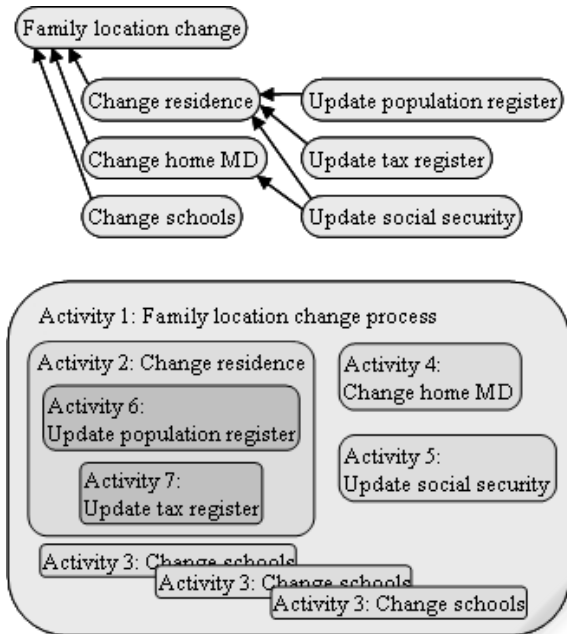 Family location change
Change residence
Update population register
Change home MD
Update tax register
Change schools
Update social security
Activity 1: Family location change process
Activity 2: Change residence
Activity 4:
Change home MD
Activity 6:
Update population register
Activity 5:
Update social security
Activity 7:
Update tax register
Activity 3: Change schools
Activity 3: Change schools
Activity 3: Change schools